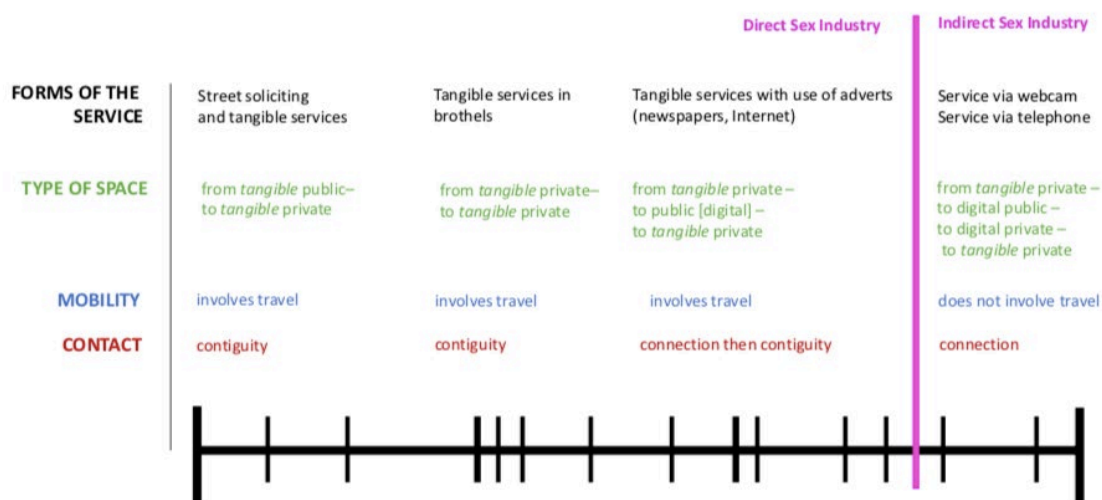 Direct Sex Industry
Indirect Sex Industry
FORMS OF THE
SERVICE
Street soliciting
and tangible services
Tangible services in
brothels
Tangible services with use of adverts
(newspapers, Internet)
Service via webcam
Service via telephone
TYPE OF SPACE
from tangible public–
to tangible private
from tangible private–
to tangible private
from tangible private –
to public [digital] –
to tangible private
from tangible private –
to digital public –
to digital private –
to tangible private
MOBILITY
involves travel
involves travel
involves travel
does not involve travel
CONTACT
contiguity
contiguity
connection then contiguity
connection